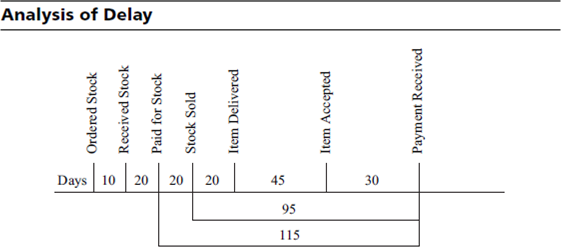 Analysis of Delay
Ordered Stock
Received Stock
Paid for Stock
Stock Sold
Item Delivered
Item Accepted
Payment Received
Days 10 20 20 20 45 30
95
115